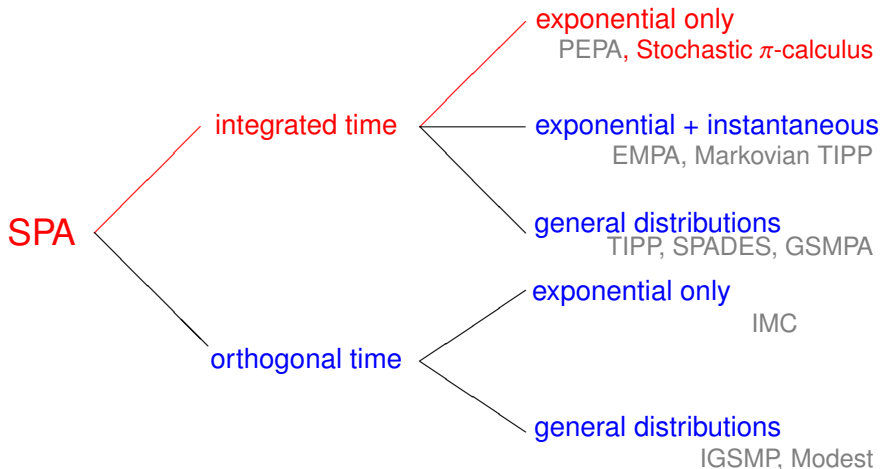 exponential only
PEPA, Stochastic π-calculus
integrated time
exponential + instantaneous
EMPA, Markovian TIPP
general distributions
TIPP, SPADES, GSMPA
SPA
exponential only
IMC
orthogonal time
general distributions
IGSMP, Modest